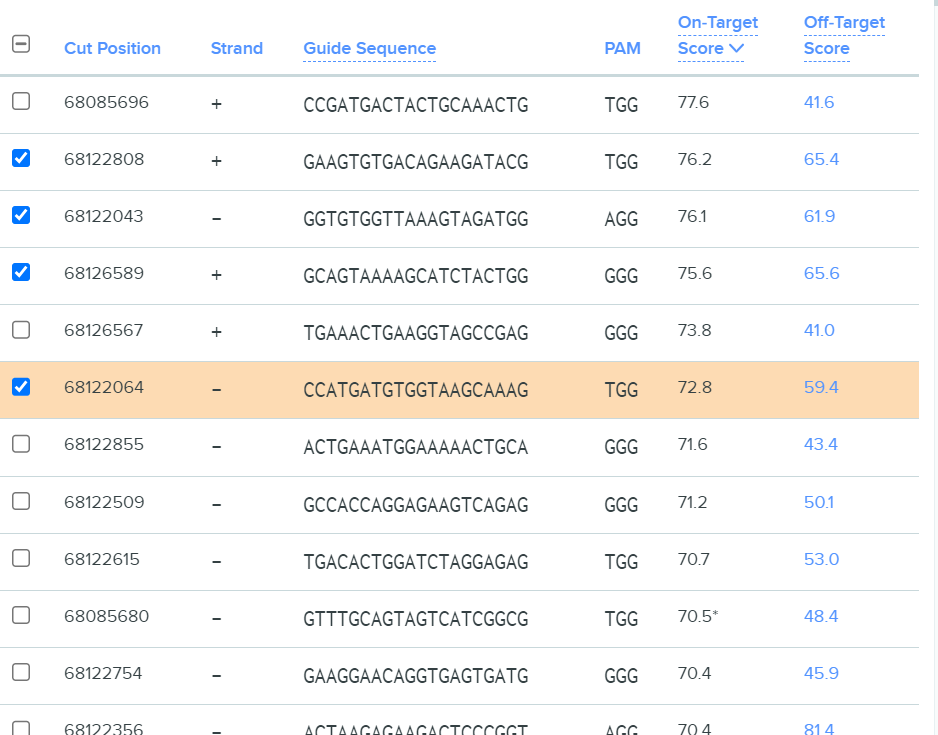 Cut Position Strand Guide Sequence PAM On-Target Score Off-Target Score
68085696 + CCGATGACTACTGCAAACTG TGG 77.6 41.6
68122808 + GAAGTGTGACAGAAGATACG TGG 76.2 65.4
68122043 – GGTGTGGTTAAAGTAGATGG AGG 76.1 61.9
68126589 + GCAGTAAAAGCATCTACTGG GGG 75.6 65.6
68126567 + TGAAACTGAAGGTAGCCGAG GGG 73.8 41.0
68122064 – CCATGATGTGGTAAGCAAAG TGG 72.8 59.4
68122855 – ACTGAAATGGAAAAACTGCA GGG 71.6 43.4
68122509 – GCCACCAGGAGAAGTCAGAG GGG 71.2 50.1
68122615 – TGACACTGGATCTAGGAGAG TGG 70.7 53.0
68085680 – GTTTGCAGTAGTCATCGGCG TGG 70.5* 48.4
68122754 – GAAGGAACAGGTGAGTGATG GGG 70.4 45.9
68122356 – ACTAAGAGAAGACTCCCGGT AGG 70.4 81.4